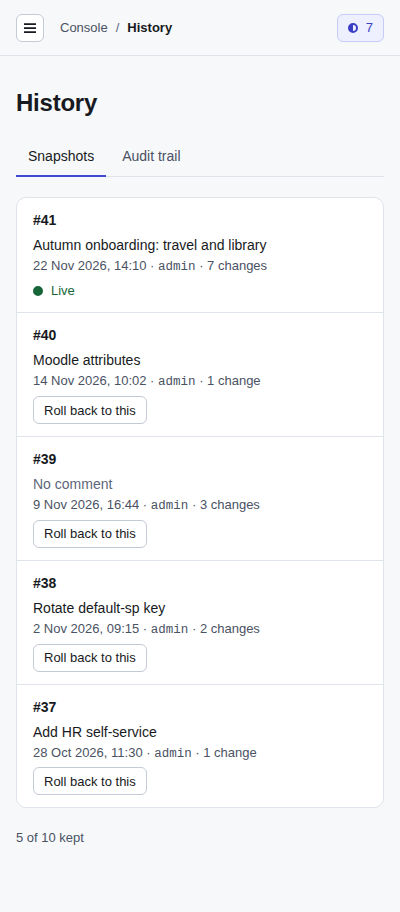 Console / History
7
History
Snapshots Audit trail
#41
Autumn onboarding: travel and library
22 Nov 2026, 14:10 · admin · 7 changes
Live
#40
Moodle attributes
14 Nov 2026, 10:02 · admin · 1 change
Roll back to this
#39
No comment
9 Nov 2026, 16:44 · admin · 3 changes
Roll back to this
#38
Rotate default-sp key
2 Nov 2026, 09:15 · admin · 2 changes
Roll back to this
#37
Add HR self-service
28 Oct 2026, 11:30 · admin · 1 change
Roll back to this
5 of 10 kept